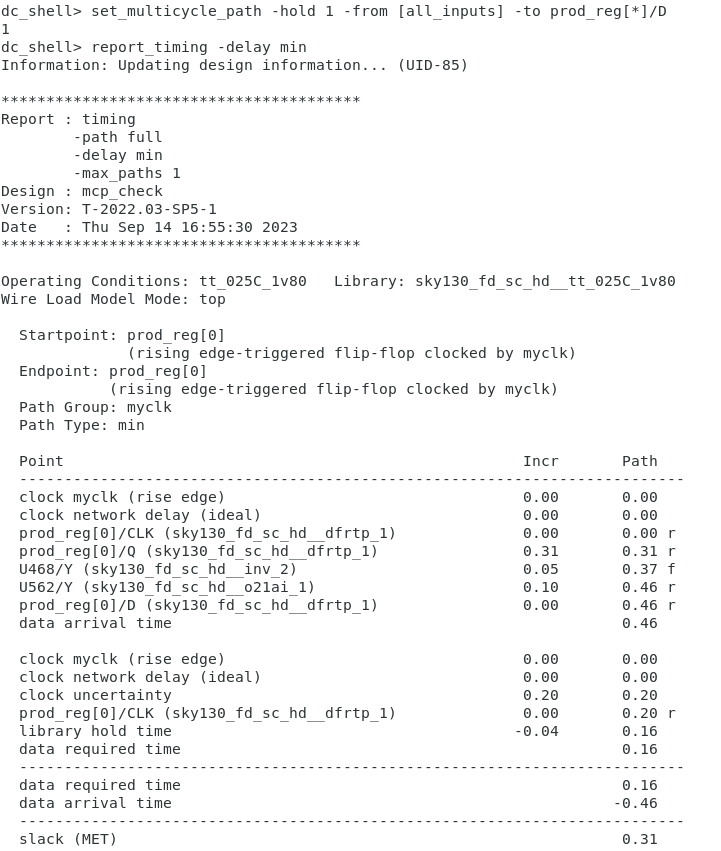 dc_shell> set_multicycle_path -hold 1 -from [all_inputs] -to prod_reg[*]/D
1
dc_shell> report_timing -delay min
Information: Updating design information... (UID-85)
****************************************
Report : timing
        -path full
        -delay min
        -max_paths 1
Design : mcp_check
Version: T-2022.03-SP5-1
Date   : Thu Sep 14 16:55:30 2023
****************************************
Operating Conditions: tt_025C_1v80   Library: sky130_fd_sc_hd__tt_025C_1v80
Wire Load Model Mode: top
  Startpoint: prod_reg[0]
              (rising edge-triggered flip-flop clocked by myclk)
  Endpoint: prod_reg[0]
            (rising edge-triggered flip-flop clocked by myclk)
  Path Group: myclk
  Path Type: min
  Point                                                   Incr       Path
  --------------------------------------------------------------------------
  clock myclk (rise edge)                                 0.00       0.00
  clock network delay (ideal)                             0.00       0.00
  prod_reg[0]/CLK (sky130_fd_sc_hd__dfrtp_1)              0.00       0.00 r
  prod_reg[0]/Q (sky130_fd_sc_hd__dfrtp_1)                0.31       0.31 r
  U468/Y (sky130_fd_sc_hd__inv_2)                         0.05       0.37 f
  U562/Y (sky130_fd_sc_hd__o21ai_1)                       0.10       0.46 r
  prod_reg[0]/D (sky130_fd_sc_hd__dfrtp_1)                0.00       0.46 r
  data arrival time                                                  0.46
  clock myclk (rise edge)                                 0.00       0.00
  clock network delay (ideal)                             0.00       0.00
  clock uncertainty                                       0.20       0.20
  prod_reg[0]/CLK (sky130_fd_sc_hd__dfrtp_1)              0.00       0.20 r
  library hold time                                      -0.04       0.16
  data required time                                                 0.16
  --------------------------------------------------------------------------
  data required time                                                 0.16
  data arrival time                                                 -0.46
  --------------------------------------------------------------------------
  slack (MET)                                                        0.31